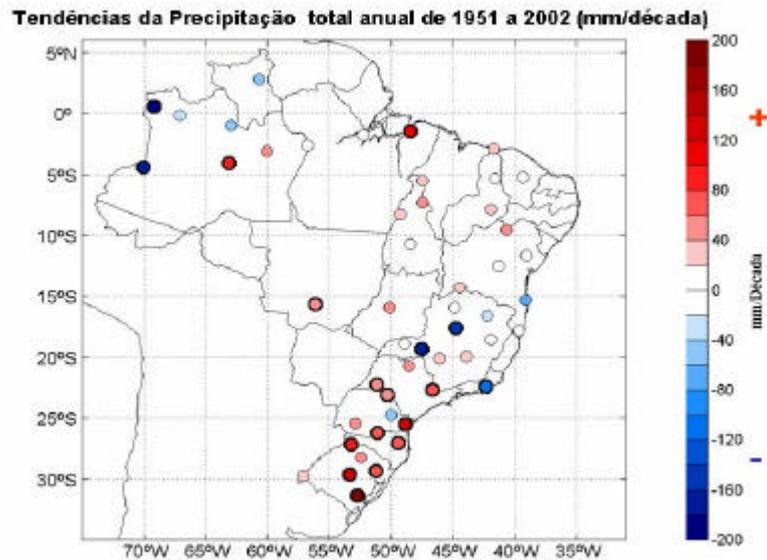 Tendências da Precipitação total anual de 1951 a 2002 (mm/década)
5ºN
0º
5ºS
10ºS
15ºS
20ºS
25ºS
30ºS
70ºW 65ºW 60ºW 55ºW 50ºW 45ºW 40ºW 35ºW
200
160
120
80
40
0
-40
-80
-120
-160
-200
+
mm/Década
-